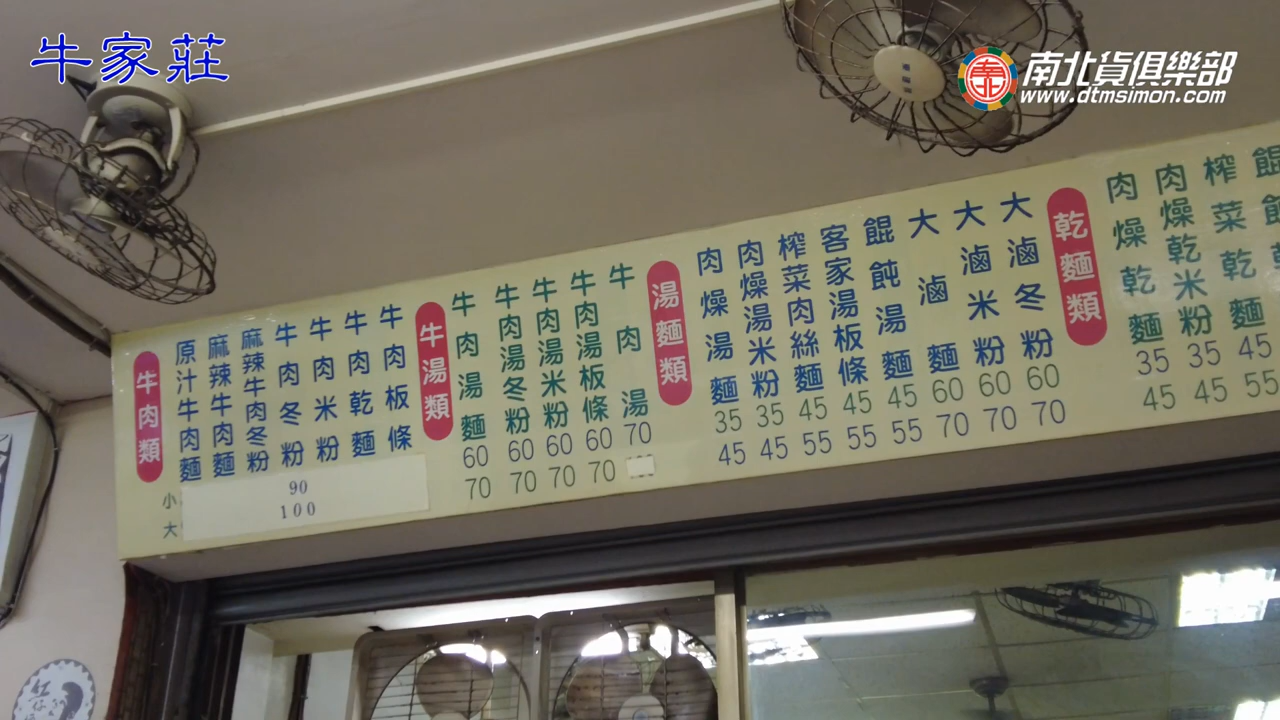 牛家莊
南北貨俱樂部
www.dtmsimon.com
牛肉類
原汁牛肉麵
麻辣牛肉麵
麻辣牛肉冬粉
牛肉冬粉
牛肉米粉
牛肉乾麵
牛肉板條
小 90
大 100
牛湯類
牛肉湯麵 60 70
牛肉湯冬粉 60 70
牛肉湯米粉 60 70
牛肉湯板條 60 70
牛肉湯 70
湯麵類
肉燥湯麵 35 45
肉燥湯米粉 35 45
榨菜肉絲麵 45 55
客家湯板條 45 55
餛飩湯麵 45 55
大滷麵 60 70
大滷米粉 60 70
大滷冬粉 60 70
乾麵類
肉燥乾麵 35 45
肉燥乾米粉 35 45
榨菜乾麵 45 55
餛